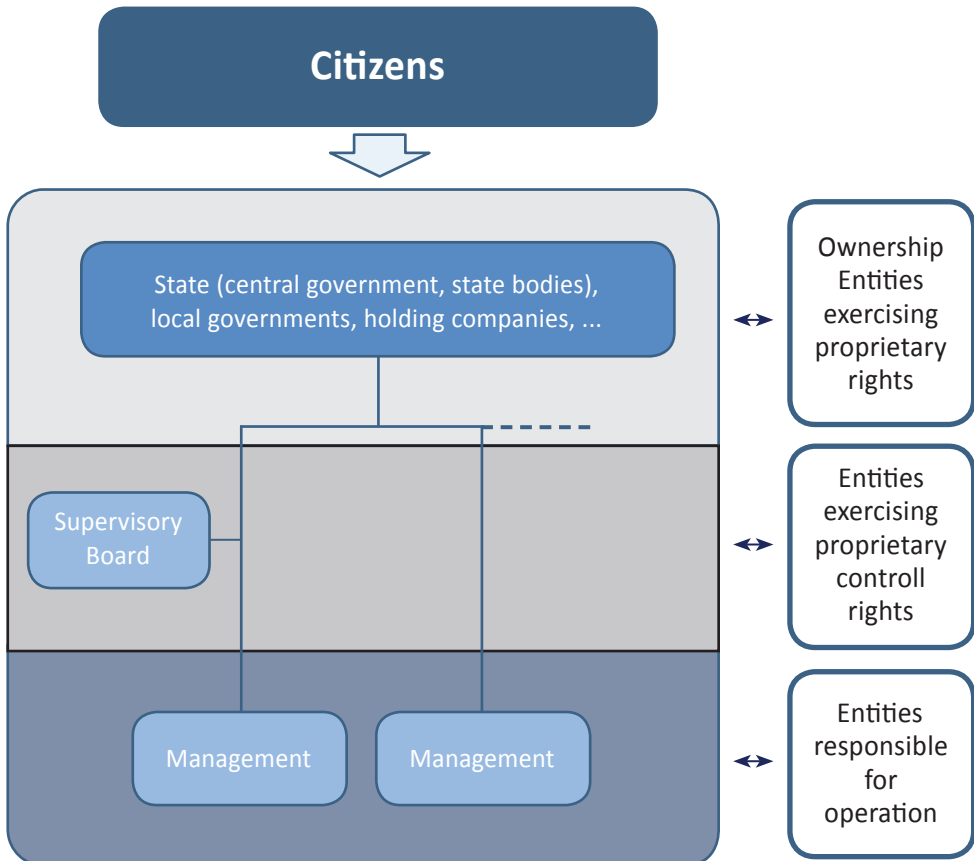 Citizens
State (central government, state bodies),
local governments, holding companies, ...
Ownership
Entities
exercising
proprietary
rights
Supervisory
Board
Entities
exercising
proprietary
controll
rights
Management
Management
Entities
responsible
for
operation